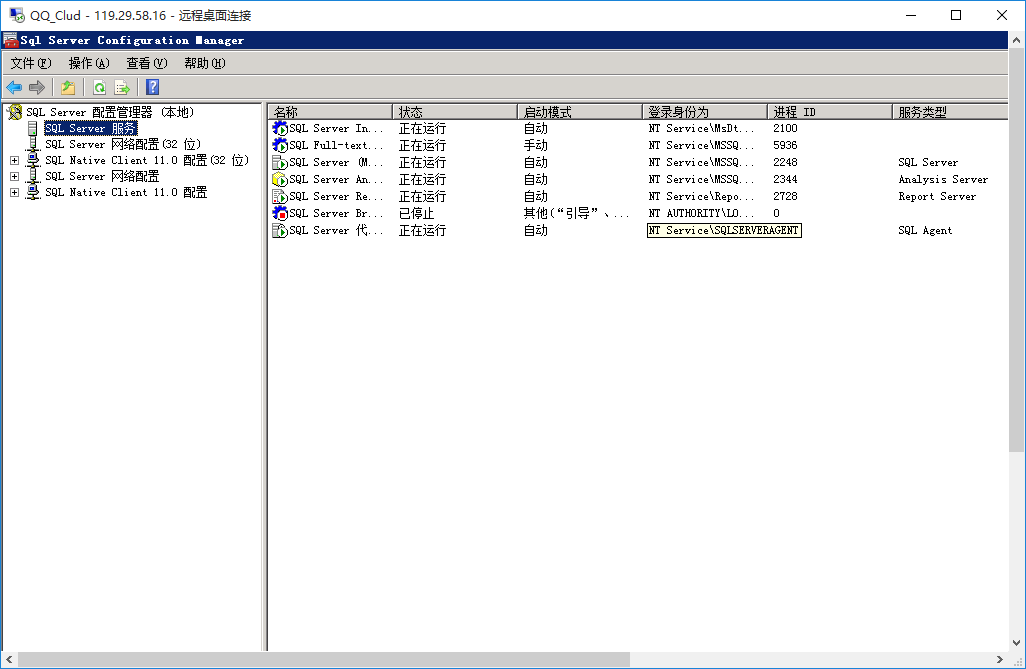 QQ_Clud - 119.29.58.16 - 远程桌面连接
Sql Server Configuration Manager
文件(F) 操作(A) 查看(V) 帮助(H)
SQL Server 配置管理器 (本地)
SQL Server 服务
SQL Server 网络配置(32 位)
SQL Native Client 11.0 配置(32 位)
SQL Server 网络配置
SQL Native Client 11.0 配置
名称 状态 启动模式 登录身份为 进程 ID 服务类型
SQL Server In... 正在运行 自动 NT Service\MsDt... 2100
SQL Full-text... 正在运行 手动 NT Service\MSSQ... 5936
SQL Server (M... 正在运行 自动 NT Service\MSSQ... 2248 SQL Server
SQL Server An... 正在运行 自动 NT Service\MSSQ... 2344 Analysis Server
SQL Server Re... 正在运行 自动 NT Service\Repo... 2728 Report Server
SQL Server Br... 已停止 其他(“引导”、... NT AUTHORITY\LO... 0
SQL Server 代... 正在运行 自动 NT Service\SQLSERVERAGENT SQL Agent